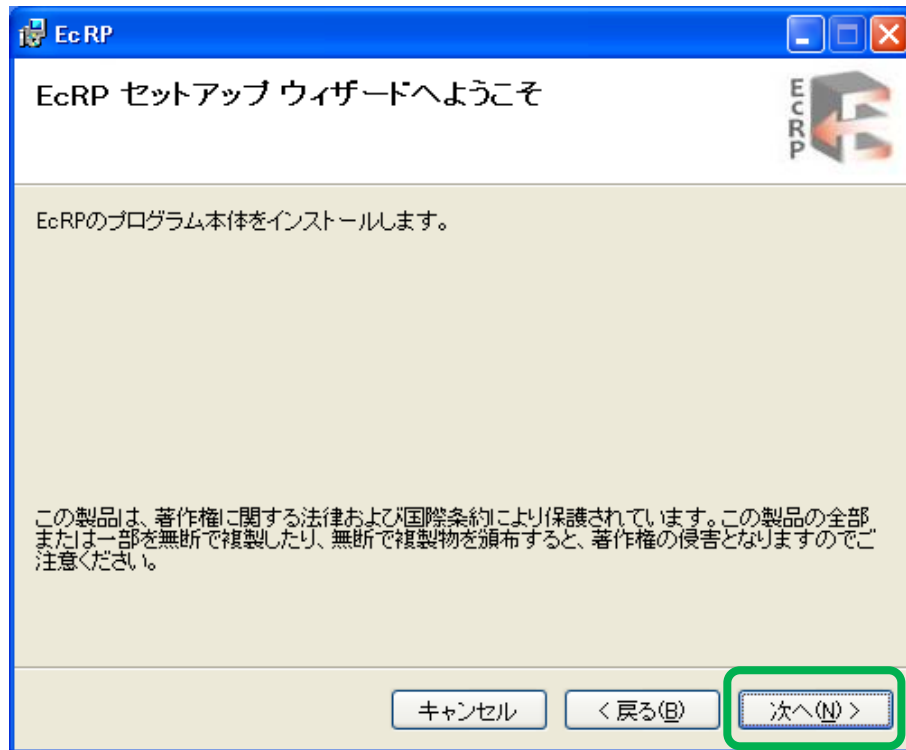 EcRP
EcRP セットアップ ウィザードへようこそ
EcRP
EcRPのプログラム本体をインストールします。
この製品は、著作権に関する法律および国際条約により保護されています。この製品の全部
または一部を無断で複製したり、無断で複製物を頒布すると、著作権の侵害となりますのでご
注意ください。
キャンセル
< 戻る(B)
次へ(N) >